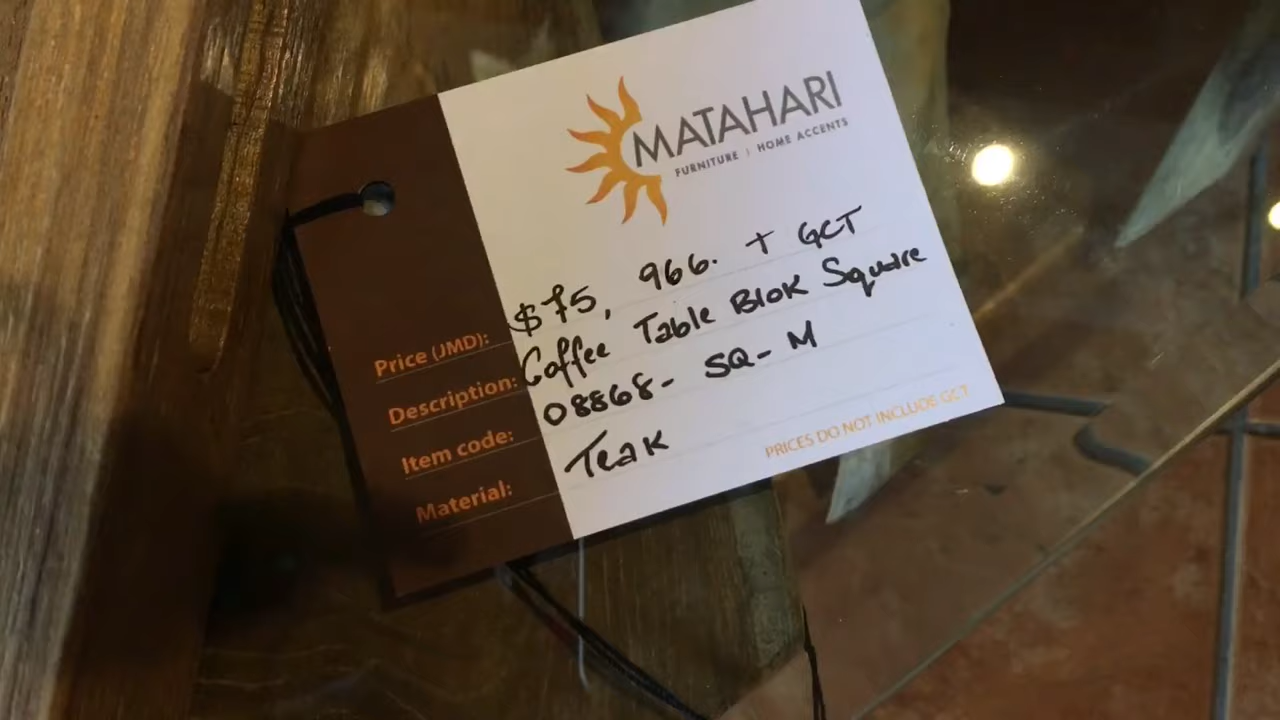 MATAHARI
FURNITURE | HOME ACCENTS
Price (JMD): $75, 966. + GCT
Description: Coffee Table Blok Square
Item code: 08868- SQ- M
Material: Teak
PRICES DO NOT INCLUDE GCT